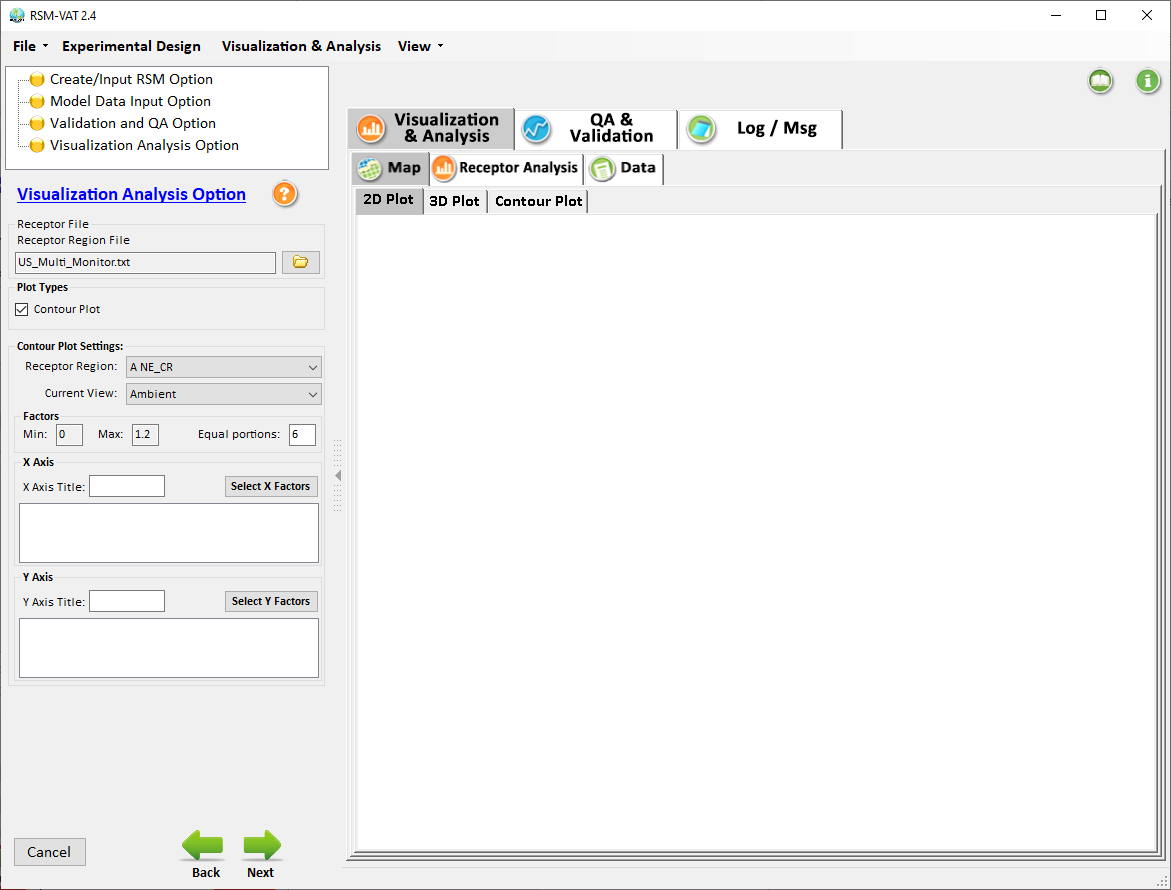 RSM-VAT 2.4
File Experimental Design Visualization & Analysis View
Create/Input RSM Option
Model Data Input Option
Validation and QA Option
Visualization Analysis Option
Visualization Analysis Option ?
Receptor File
Receptor Region File
US_Multi_Monitor.txt
Plot Types
Contour Plot
Contour Plot Settings:
Receptor Region: A NE_CR
Current View: Ambient
Factors
Min: 0 Max: 1.2 Equal portions: 6
X Axis
X Axis Title: Select X Factors
Y Axis
Y Axis Title: Select Y Factors
Cancel
Back Next
i
Visualization
& Analysis
QA &
Validation
Log / Msg
Map Receptor Analysis Data
2D Plot 3D Plot Contour Plot